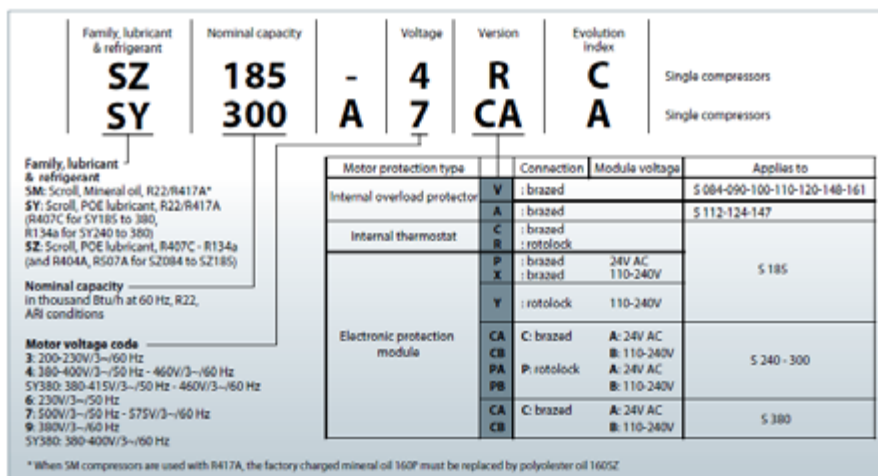 Family, lubricant & refrigerant
Nominal capacity
Voltage
Version
Evolution index
SZ 185 - 4 R C Single compressors
SY 300 A 7 CA A Single compressors
Family, lubricant
& refrigerant
SM: Scroll, Mineral oil, R22/R417A*
SY: Scroll, POE lubricant, R22/R417A
(R407C for SY185 to 380,
R134a for SY240 to 380)
SZ: Scroll, POE lubricant, R407C - R134a
(and R404A, R507A for SZ084 to SZ185)
Nominal capacity
in thousand Btu/h at 60 Hz, R22,
ARI conditions
Motor voltage code
3: 200-230V/3~/60 Hz
4: 380-400V/3~/50 Hz - 460V/3~/60 Hz
SY380: 380-415V/3~/50 Hz - 460V/3~/60 Hz
6: 230V/3~/50 Hz
7: 500V/3~/50 Hz - 575V/3~/60 Hz
9: 380V/3~/60 Hz
SY380: 380-400V/3~/60 Hz
Motor protection type Connection Module voltage Applies to
Internal overload protector V : brazed S 084-090-100-110-120-148-161
A : brazed S 112-124-147
Internal thermostat C : brazed
R : rotolock
S 185
Electronic protection module
P : brazed 24V AC
X : brazed 110-240V
Y : rotolock 110-240V
CA C: brazed A: 24V AC
CB B: 110-240V
PA P: rotolock A: 24V AC
PB B: 110-240V
S 240 - 300
CA C: brazed A: 24V AC
CB B: 110-240V
S 380
* When SM compressors are used with R417A, the factory charged mineral oil 160P must be replaced by polyolester oil 160SZ